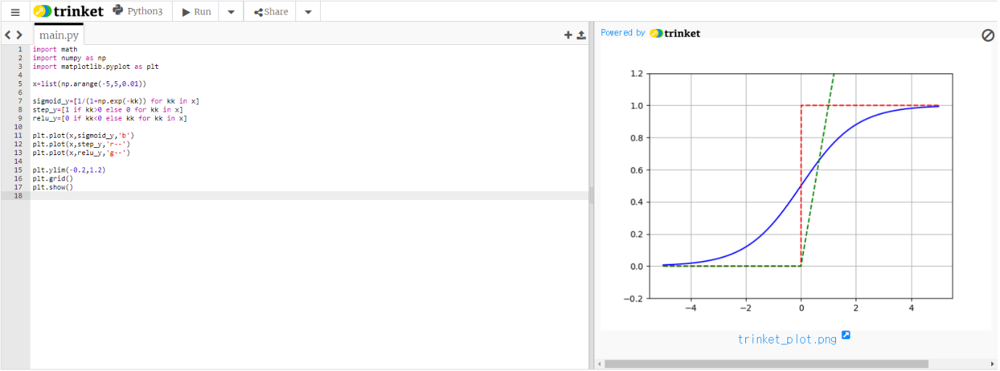 trinket Python3 Run Share
main.py
1 import math
2 import numpy as np
3 import matplotlib.pyplot as plt
4
5 x=list(np.arange(-5,5,0.01))
6
7 sigmoid_y=[1/(1+np.exp(-kk)) for kk in x]
8 step_y=[1 if kk>0 else 0 for kk in x]
9 relu_y=[0 if kk<0 else kk for kk in x]
10
11 plt.plot(x,sigmoid_y,'b')
12 plt.plot(x,step_y,'r--')
13 plt.plot(x,relu_y,'g--')
14
15 plt.ylim(-0.2,1.2)
16 plt.grid()
17 plt.show()
18
Powered by trinket
1.2
1.0
0.8
0.6
0.4
0.2
0.0
−0.2
−4 −2 0 2 4
trinket_plot.png